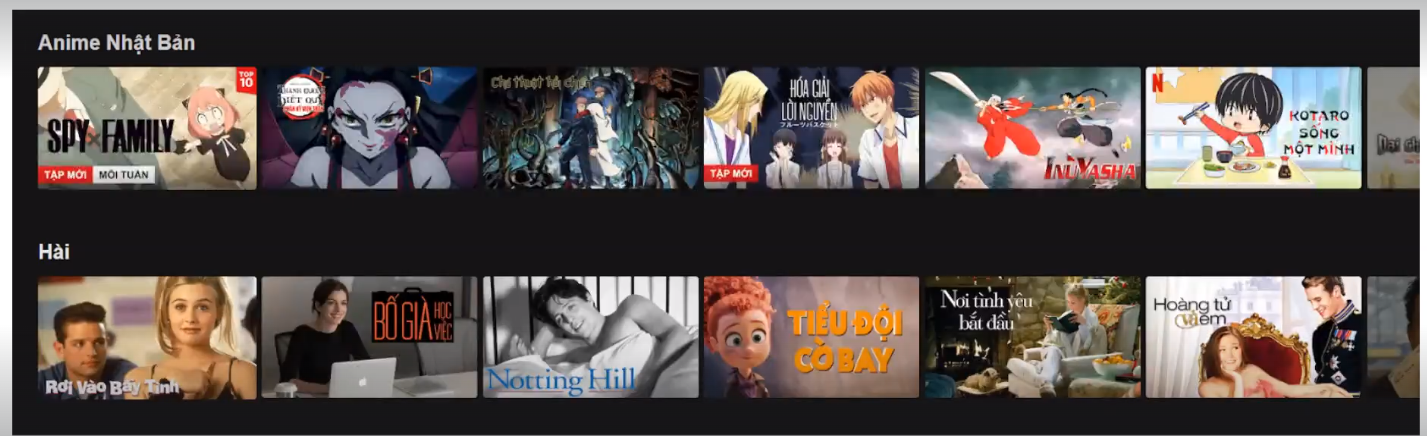 Anime Nhật Bản
TOP
10
SPY FAMILY
TẬP MỚI MỖI TUẦN
Chú thuật hồi chiến
HÓA GIẢI
LỜI NGUYỀN
フルーツバスケット
TẬP MỚI
INUYASHA
N
KOTARO
SỐNG
MỘT MÌNH
Hài
Rơi Vào Bẫy Tình
BỐ GIÀ HỌC
VIỆC
Notting Hill
TIỂU ĐỘI
CÒ BAY
Nơi tình yêu
bắt đầu
Hoàng tử
và em